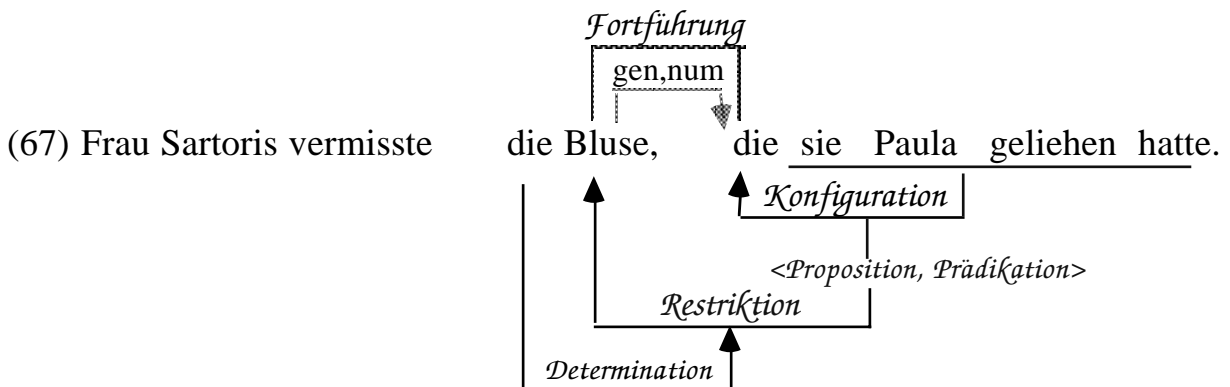 Fortführung
gen,num
(67) Frau Sartoris vermisste die Bluse, die sie Paula geliehen hatte.
Konfiguration
<Proposition, Prädikation>
Restriktion
Determination